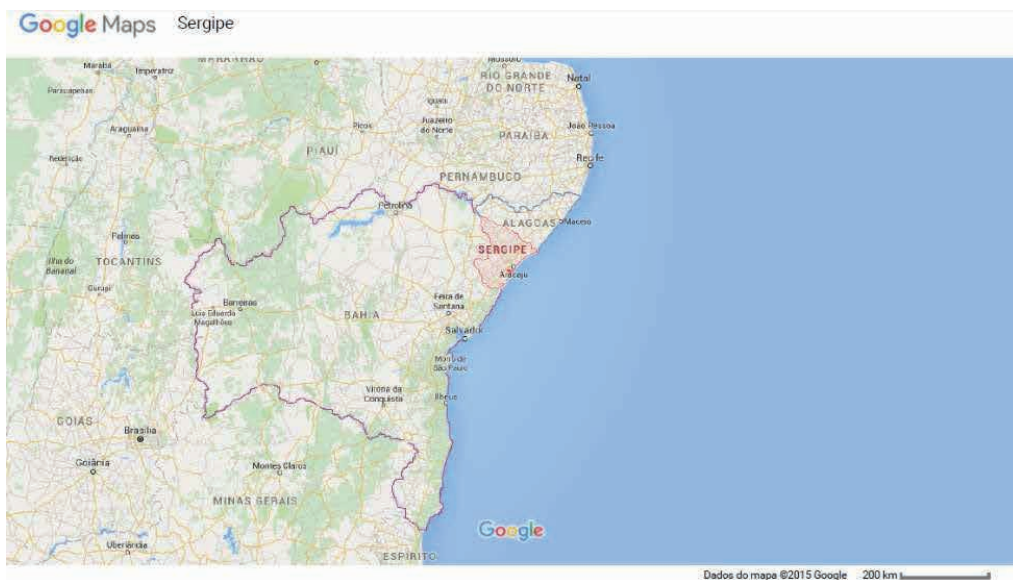 Google Maps Sergipe
MARANHÃO
Marabá
Imperatriz
Mossoró
RIO GRANDE
DO NORTE
Natal
Parauapebas
Iguatu
Juazeiro
do Norte
Picos
João Pessoa
Araguaína
PARAÍBA
PIAUÍ
Redenção
Recife
PERNAMBUCO
Petrolina
ALAGOAS
Maceió
Palmas
SERGIPE
Ilha do
Bananal
TOCANTINS
Aracaju
Gurupi
Barreiras
Luís Eduardo
Magalhães
Feira de
Santana
BAHIA
Salvador
Morro de
São Paulo
Vitória da
Conquista
Ilhéus
GOIÁS
Brasília
Goiânia
Montes Claros
MINAS GERAIS
Google
Uberlândia
ESPÍRITO
Dados do mapa ©2015 Google 200 km